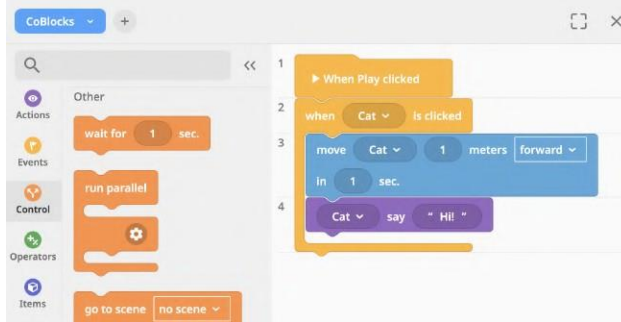 CoBlocks
+
Actions
Events
Control
Operators
Items
Other
wait for 1 sec.
run parallel
go to scene no scene
1
When Play clicked
2
when Cat is clicked
3
move Cat 1 meters forward
in 1 sec.
4
Cat say " Hi! "